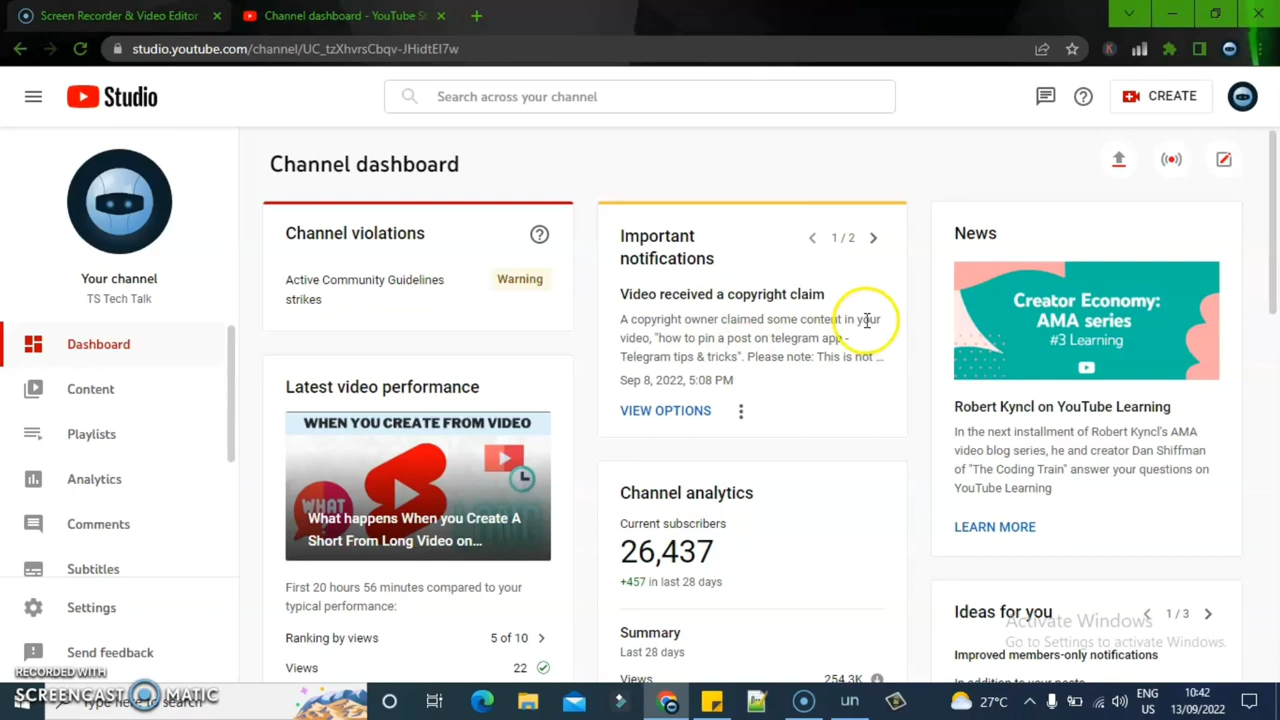 Screen Recorder & Video Editor
Channel dashboard - YouTube St
studio.youtube.com/channel/UC_tzXhvrsCbqv-JHidtEl7w
Studio
Search across your channel
CREATE
Your channel
TS Tech Talk
Dashboard
Content
Playlists
Analytics
Comments
Subtitles
Settings
Send feedback
Channel dashboard
Channel violations
Active Community Guidelines
strikes
Warning
Latest video performance
WHEN YOU CREATE FROM VIDEO
WHAT
What happens When you Create A
Short From Long Video on...
First 20 hours 56 minutes compared to your
typical performance:
Ranking by views
5 of 10
Views
22
Important
notifications
1 / 2
Video received a copyright claim
A copyright owner claimed some content in your
video, "how to pin a post on telegram app -
Telegram tips & tricks". Please note: This is not ...
Sep 8, 2022, 5:08 PM
VIEW OPTIONS
Channel analytics
Current subscribers
26,437
+457 in last 28 days
Summary
Last 28 days
Views
254.3K
News
Creator Economy:
AMA series
#3 Learning
Robert Kyncl on YouTube Learning
In the next installment of Robert Kyncl's AMA
video blog series, he and creator Dan Shiffman
of "The Coding Train" answer your questions on
YouTube Learning
LEARN MORE
Ideas for you
1 / 3
Activate Windows
Go to Settings to activate Windows.
Improved members-only notifications
RECORDED WITH
SCREENCAST MATIC
Type here to search
un
27°C
ENG
US
10:42
13/09/2022